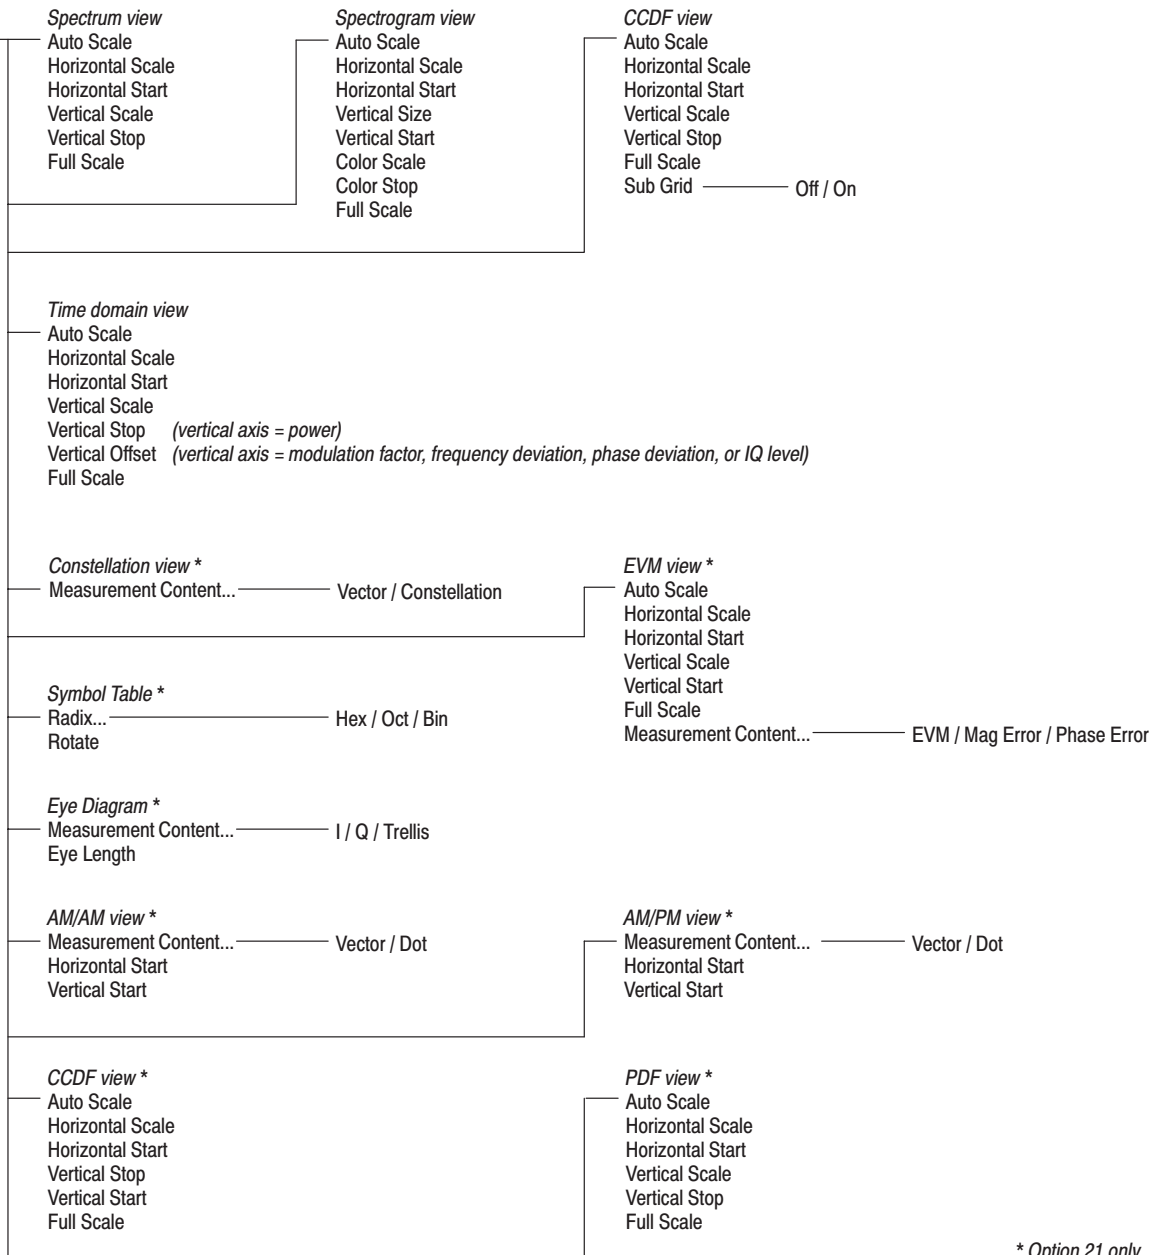 Spectrum view
Auto Scale
Horizontal Scale
Horizontal Start
Vertical Scale
Vertical Stop
Full Scale
Spectrogram view
Auto Scale
Horizontal Scale
Horizontal Start
Vertical Size
Vertical Start
Color Scale
Color Stop
Full Scale
CCDF view
Auto Scale
Horizontal Scale
Horizontal Start
Vertical Scale
Vertical Stop
Full Scale
Sub Grid Off / On
Time domain view
Auto Scale
Horizontal Scale
Horizontal Start
Vertical Scale
Vertical Stop (vertical axis = power)
Vertical Offset (vertical axis = modulation factor, frequency deviation, phase deviation, or IQ level)
Full Scale
Constellation view *
Measurement Content... Vector / Constellation
EVM view *
Auto Scale
Horizontal Scale
Horizontal Start
Vertical Scale
Vertical Start
Full Scale
Measurement Content... EVM / Mag Error / Phase Error
Symbol Table *
Radix... Hex / Oct / Bin
Rotate
Eye Diagram *
Measurement Content... I / Q / Trellis
Eye Length
AM/AM view *
Measurement Content... Vector / Dot
Horizontal Start
Vertical Start
AM/PM view *
Measurement Content... Vector / Dot
Horizontal Start
Vertical Start
CCDF view *
Auto Scale
Horizontal Scale
Horizontal Start
Vertical Stop
Vertical Start
Full Scale
PDF view *
Auto Scale
Horizontal Scale
Horizontal Start
Vertical Scale
Vertical Stop
Full Scale
* Option 21 only